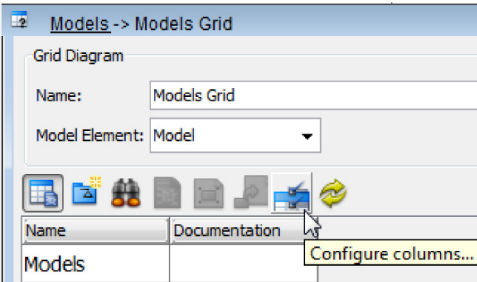 Models -> Models Grid
Grid Diagram
Name: Models Grid
Model Element: Model
Name Documentation
Configure columns...
Models